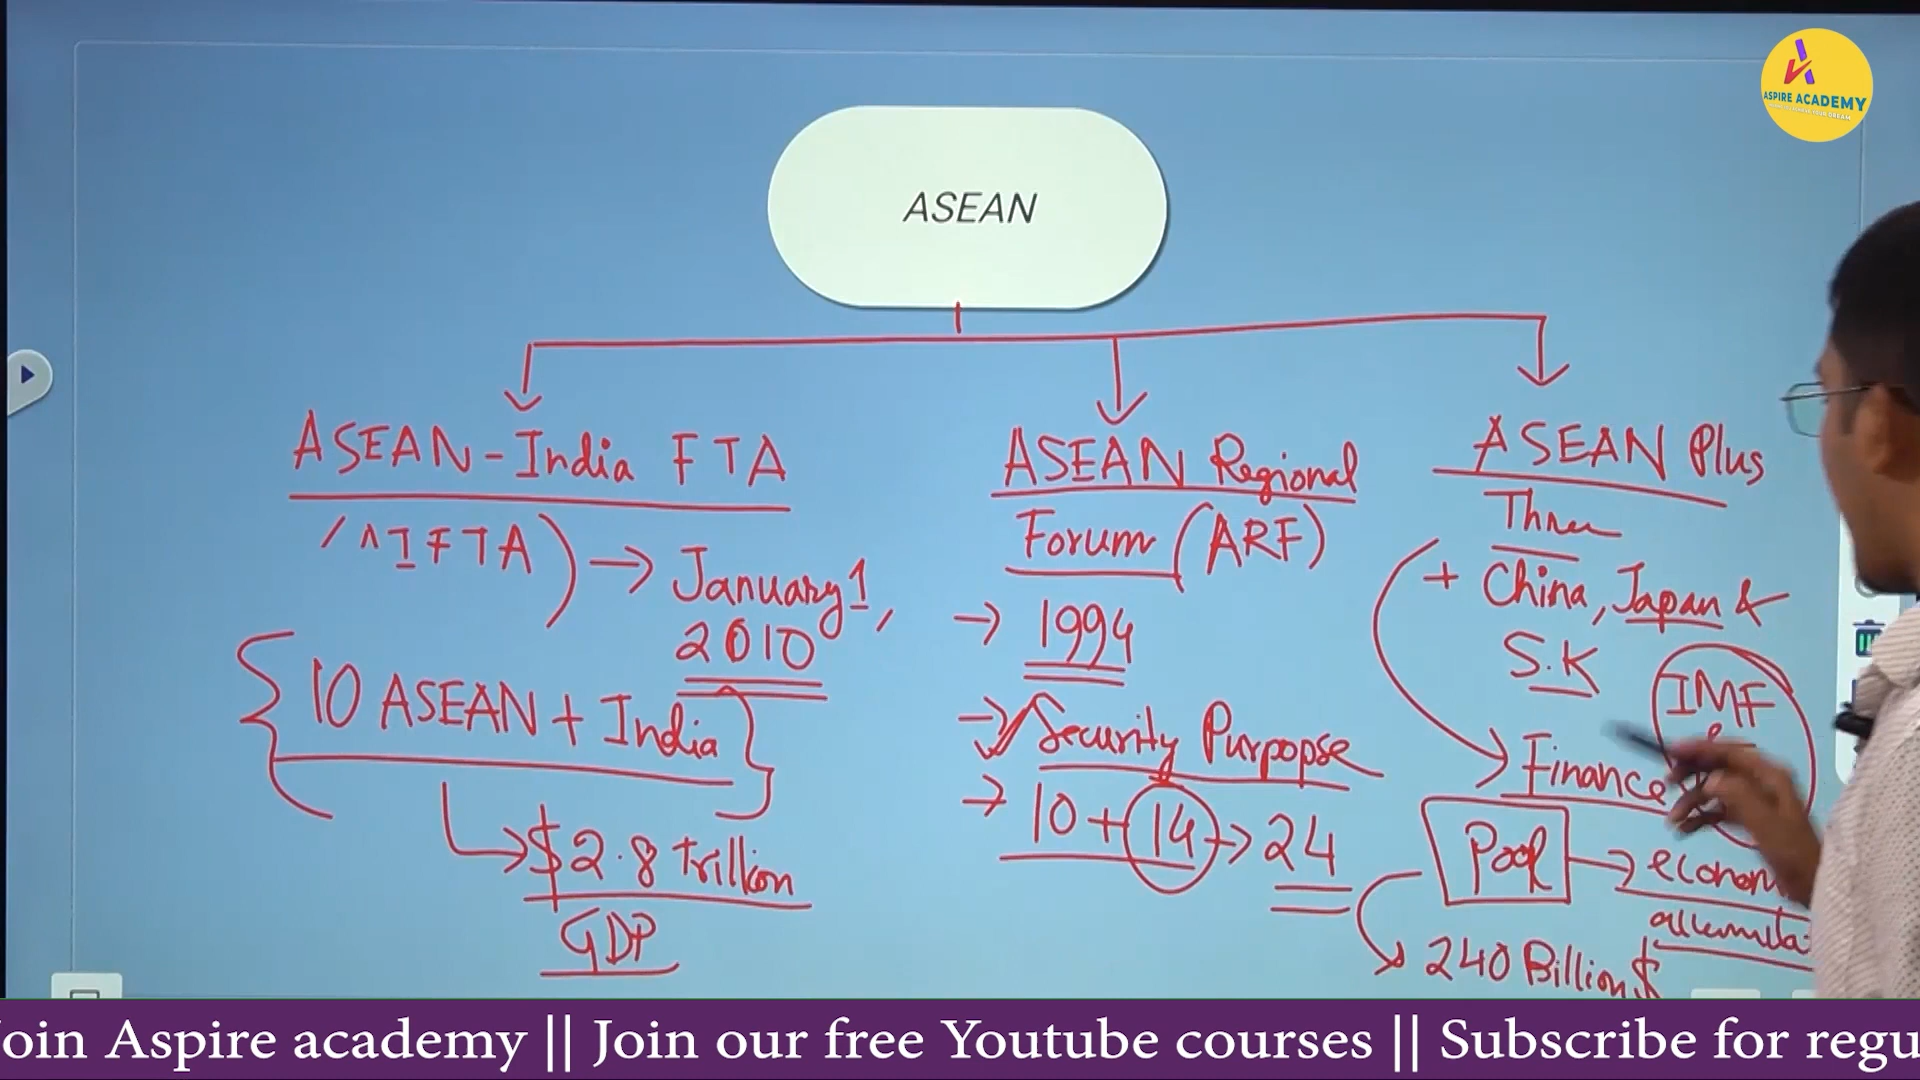 ASPIRE ACADEMY
ASEAN
ASEAN-India FTA
(AIFTA) → January 1,
2010
{10 ASEAN + India}
→ $2.8 trillion
GDP
ASEAN Regional
Forum (ARF)
→ 1994
→ ✓ Security Purpopse
→ 10 + 14 → 24
ASEAN Plus
Three
+ China, Japan &
S.K
IMF
&
→ Finance
Pool → econom
→ 240 Billion $
oin Aspire academy || Join our free Youtube courses || Subscribe for regu